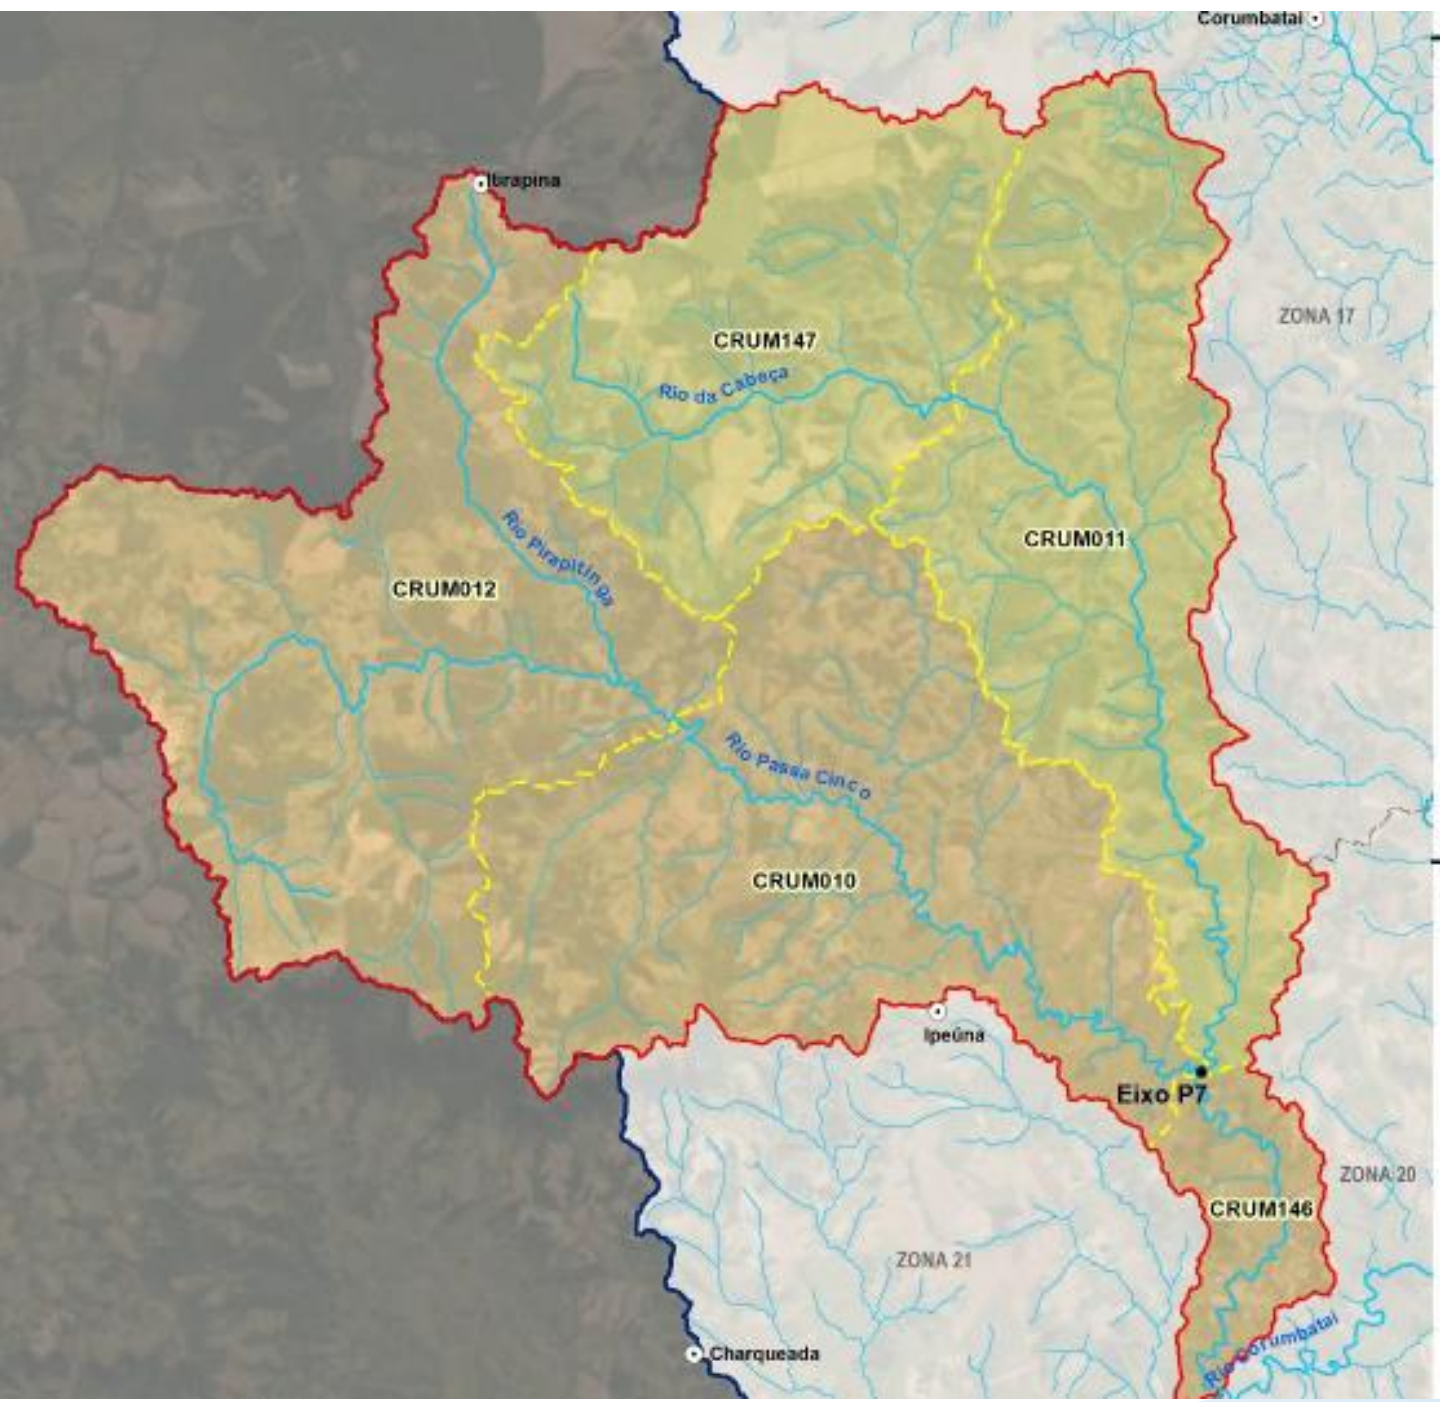 Corumbataí
Itirapina
ZONA 17
CRUM147
Rio da Cabeça
CRUM011
Rio Pirapitinga
CRUM012
Rio Passa Cinco
CRUM010
Ipeúna
Eixo P7
ZONA 20
CRUM146
ZONA 21
Rio Corumbataí
Charqueada